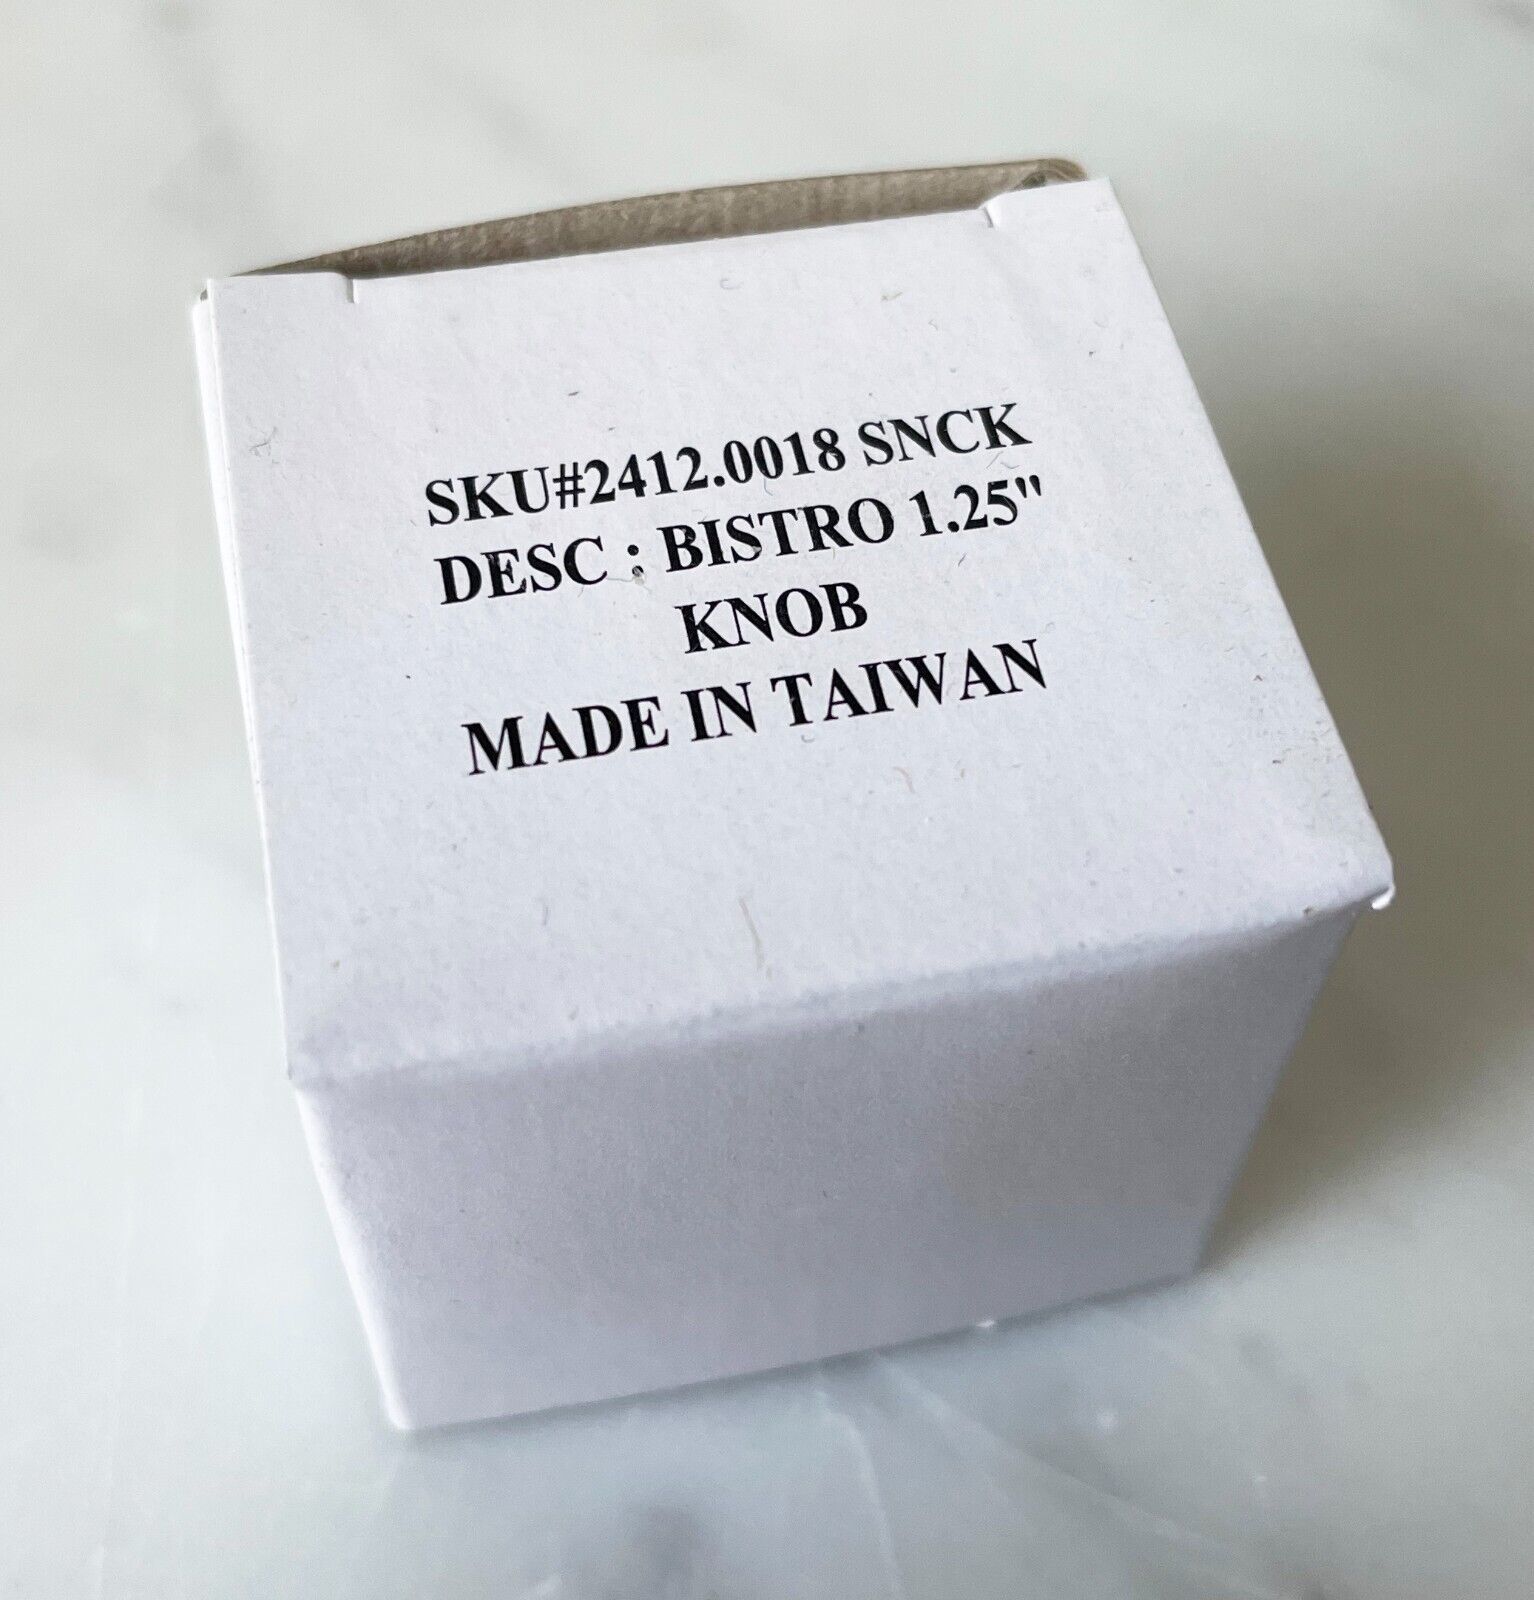 SKU#2412.0018 SNCK
DESC : BISTRO 1.25"
KNOB
MADE IN TAIWAN